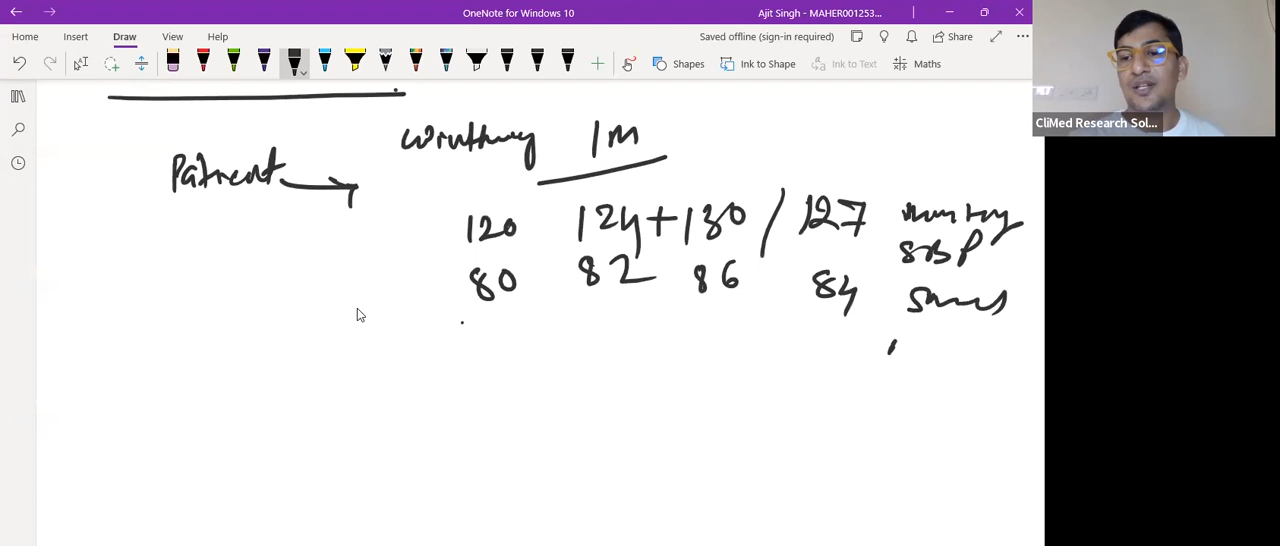 OneNote for Windows 10
Ajit Singh - MAHER001253...
Home Insert Draw View Help
Saved offline (sign-in required)
Share
Shapes
Ink to Shape
Ink to Text
Maths
CliMed Research Sol...
1M
Patient
120 124 + 130 / 127
SBP
80 82 86 84